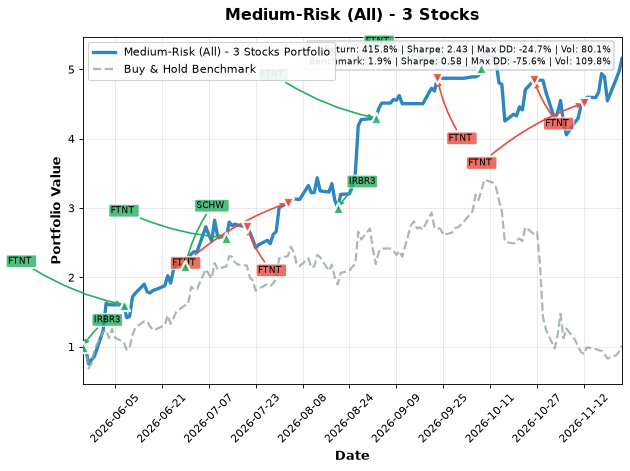 Medium-Risk (All) - 3 Stocks
FTNT
Medium-Risk (All) - 3 Stocks Portfolio
Buy & Hold Benchmark
415.8% | Sharpe: 2.43 | Max DD: -24.7% | Vol: 80.1%
1.9% | Sharpe: 0.58 | Max DD: -75.6% | Vol: 109.8%
FTNT
FTNT
FTNT
FTNT
IRBR3
SCHW
FTNT
FTNT
FTNT
FTNT
IRBR3
Portfolio Value
5
4
3
2
1
2026-06-05
2026-06-21
2026-07-07
2026-07-23
2026-08-08
2026-08-24
2026-09-09
2026-09-25
2026-10-11
2026-10-27
2026-11-12
Date